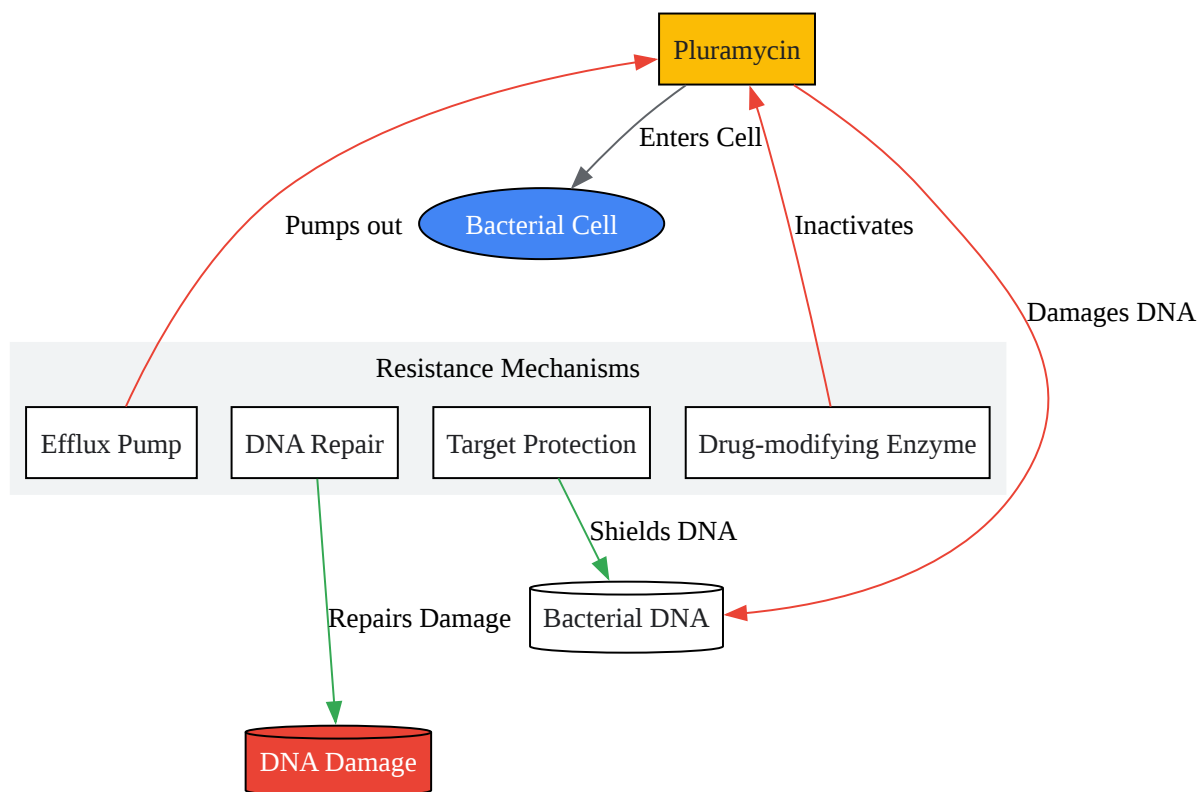 Pluramycin
Enters Cell
Pumps out
Bacterial Cell
Inactivates
Damages DNA
Resistance Mechanisms
Efflux Pump
DNA Repair
Target Protection
Drug-modifying Enzyme
Shields DNA
Repairs Damage
Bacterial DNA
DNA Damage